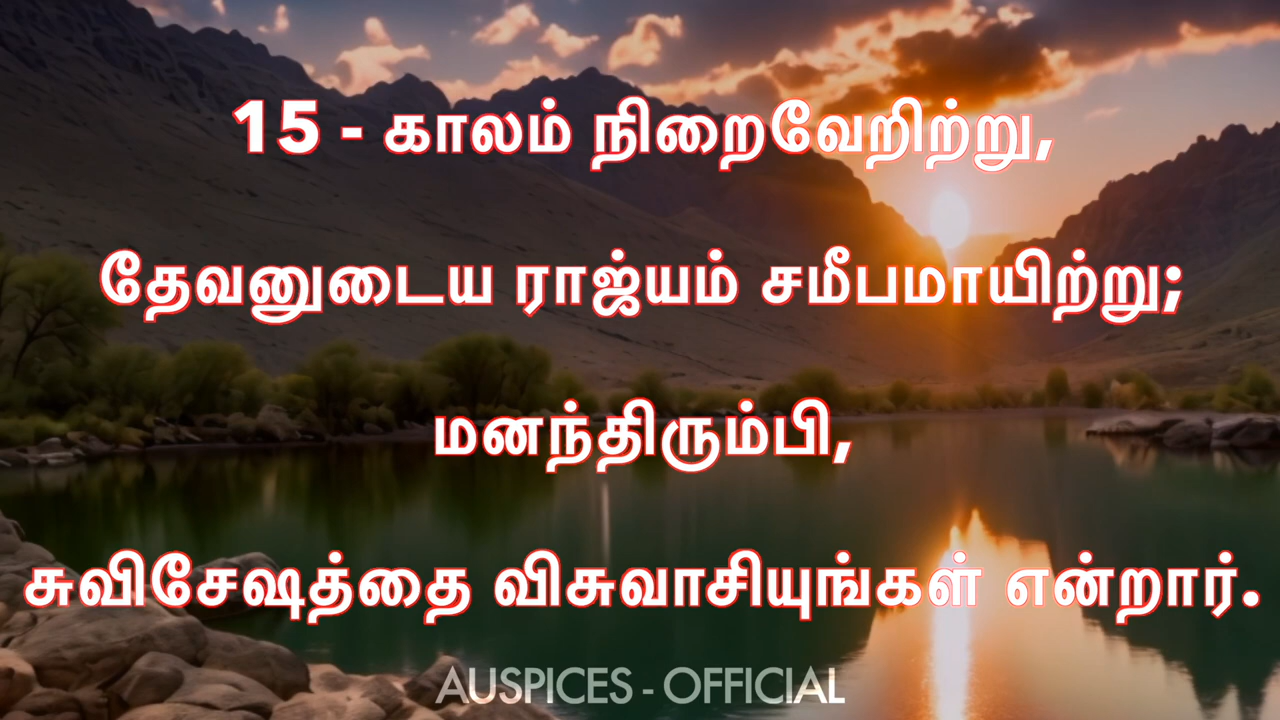 15 - காலம் நிறைவேறிற்று,
தேவனுடைய ராஜ்யம் சமீபமாயிற்று;
மனந்திரும்பி,
சுவிசேஷத்தை விசுவாசியுங்கள் என்றார்.
AUSPICES - OFFICIAL